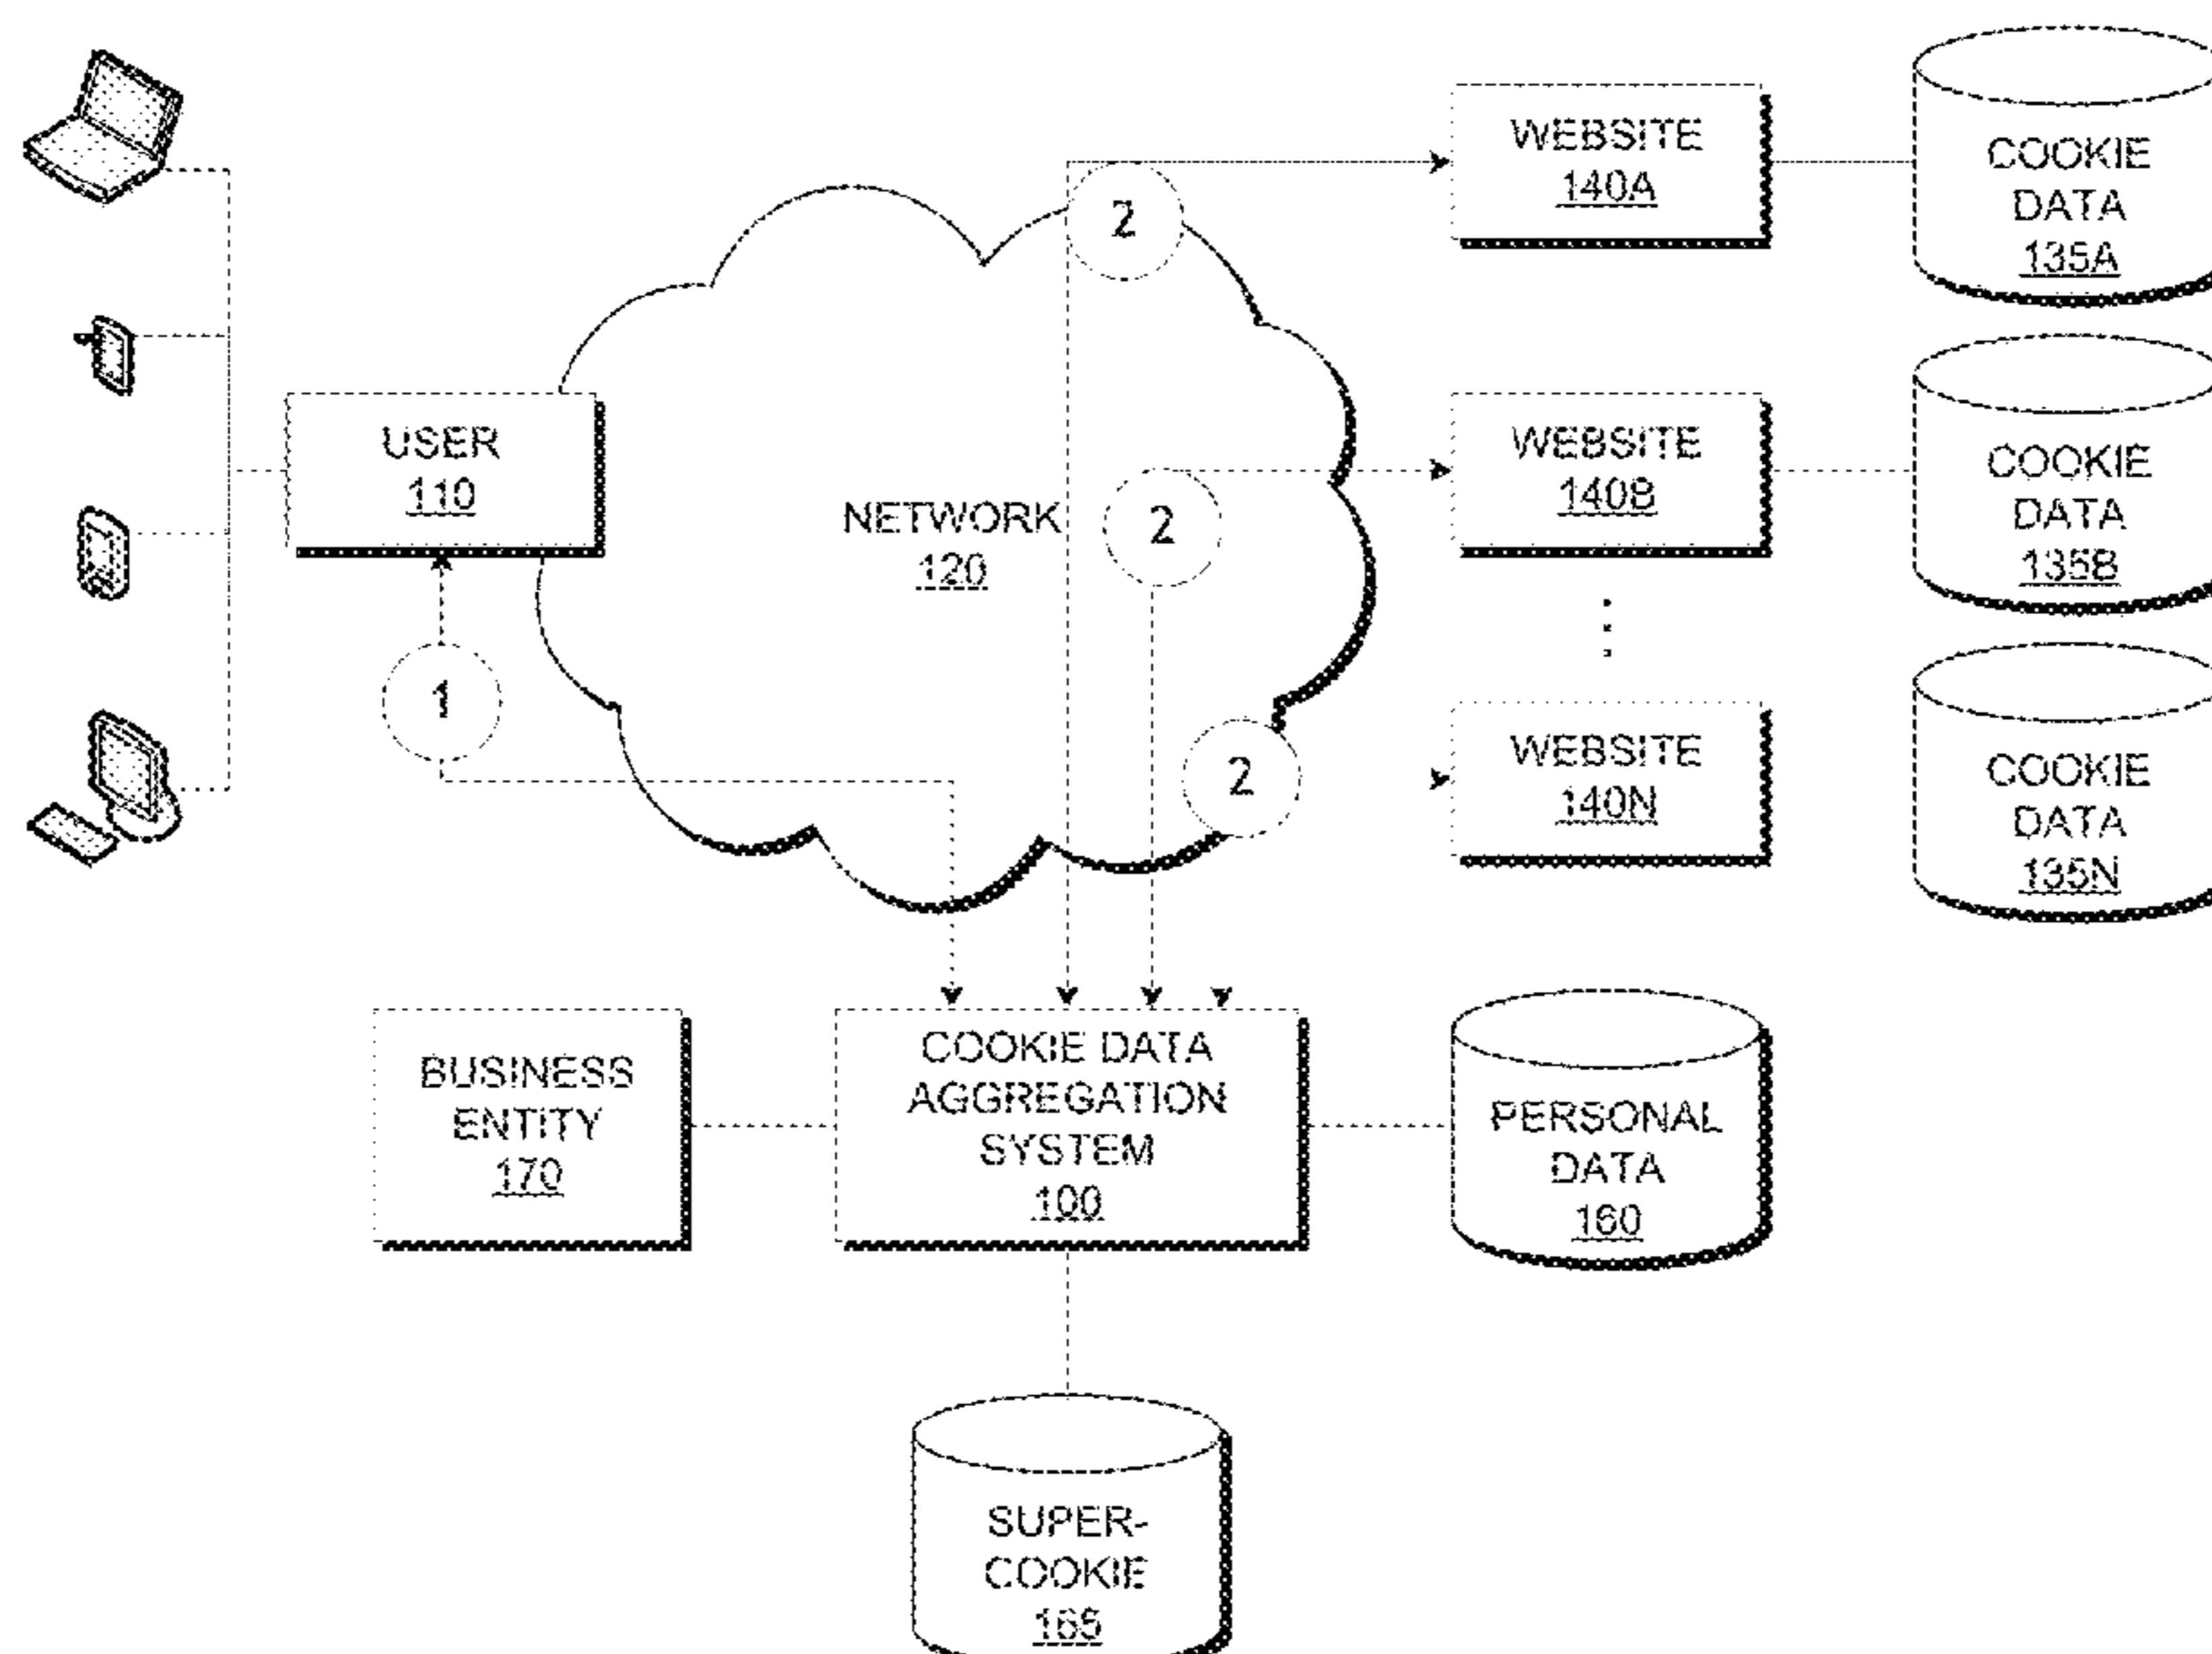 WEBSITE
140A
COOKIE
DATA
135A
2
USER
110
NETWORK
120
2
WEBSITE
140B
COOKIE
DATA
135B
1
2
WEBSITE
140N
COOKIE
DATA
135N
BUSINESS
ENTITY
170
COOKIE DATA
AGGREGATION
SYSTEM
100
PERSONAL
DATA
160
SUPER-
COOKIE
165